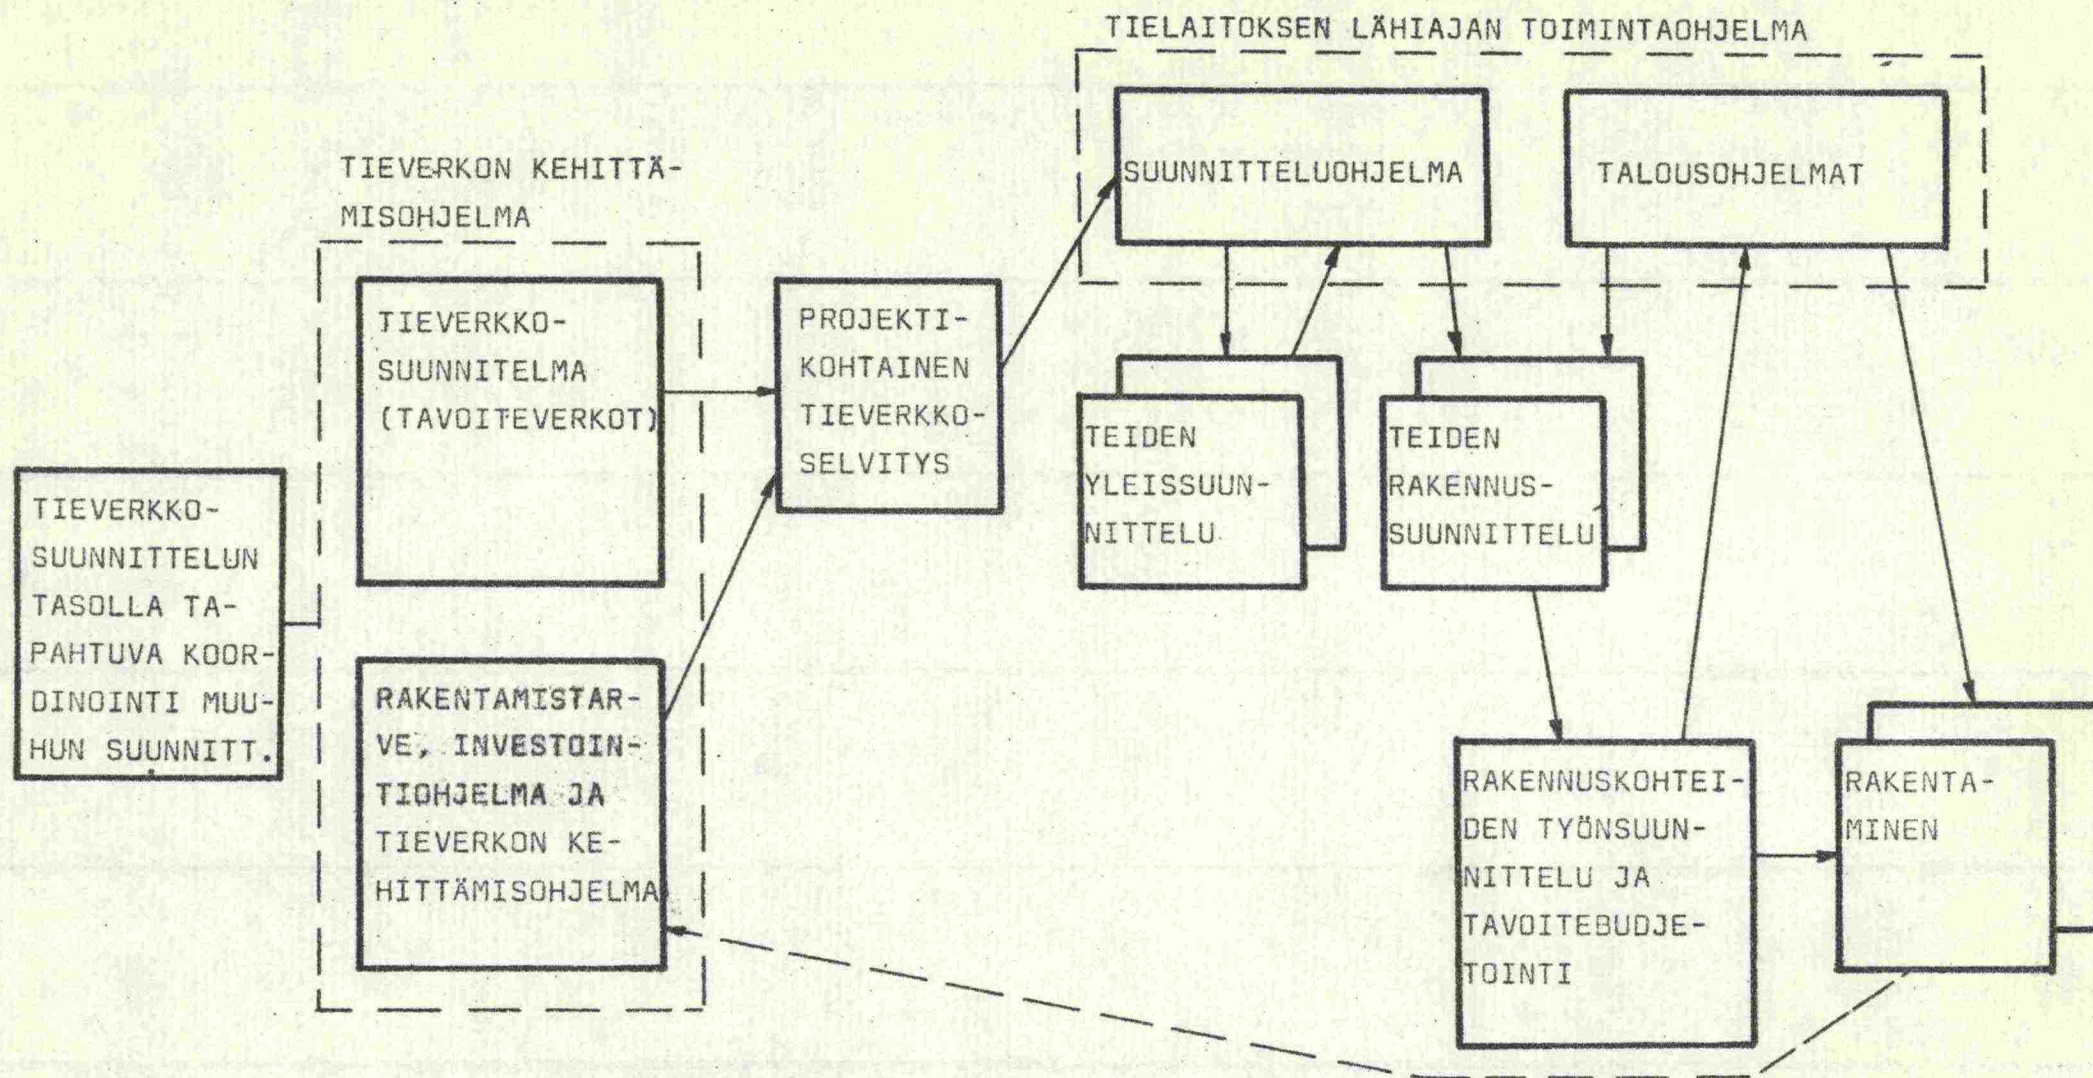 TIELAITOKSEN LÄHIAJAN TOIMINTAOHJELMA
SUUNNITTELUOHJELMA
TALOUSOHJELMAT
TIEVERKON KEHITTÄ-
MISOHJELMA
TIEVERKKO-
SUUNNITELMA
(TAVOITEVERKOT)
PROJEKTI-
KOHTAINEN
TIEVERKKO-
SELVITYS
TEIDEN
YLEISSUUN-
NITTELU
TEIDEN
RAKENNUS-
SUUNNITTELU
TIEVERKKO-
SUUNNITTELUN
TASOLLA TA-
PAHTUVA KOOR-
DINOINTI MUU-
HUN SUUNNITT.
RAKENTAMISTAR-
VE, INVESTOIN-
TIOHJELMA JA
TIEVERKON KE-
HITTÄMISOHJELMA
RAKENNUSKOHTEI-
DEN TYÖNSUUN-
NITTELU JA
TAVOITEBUDJE-
TOINTI
RAKENTA-
MINEN